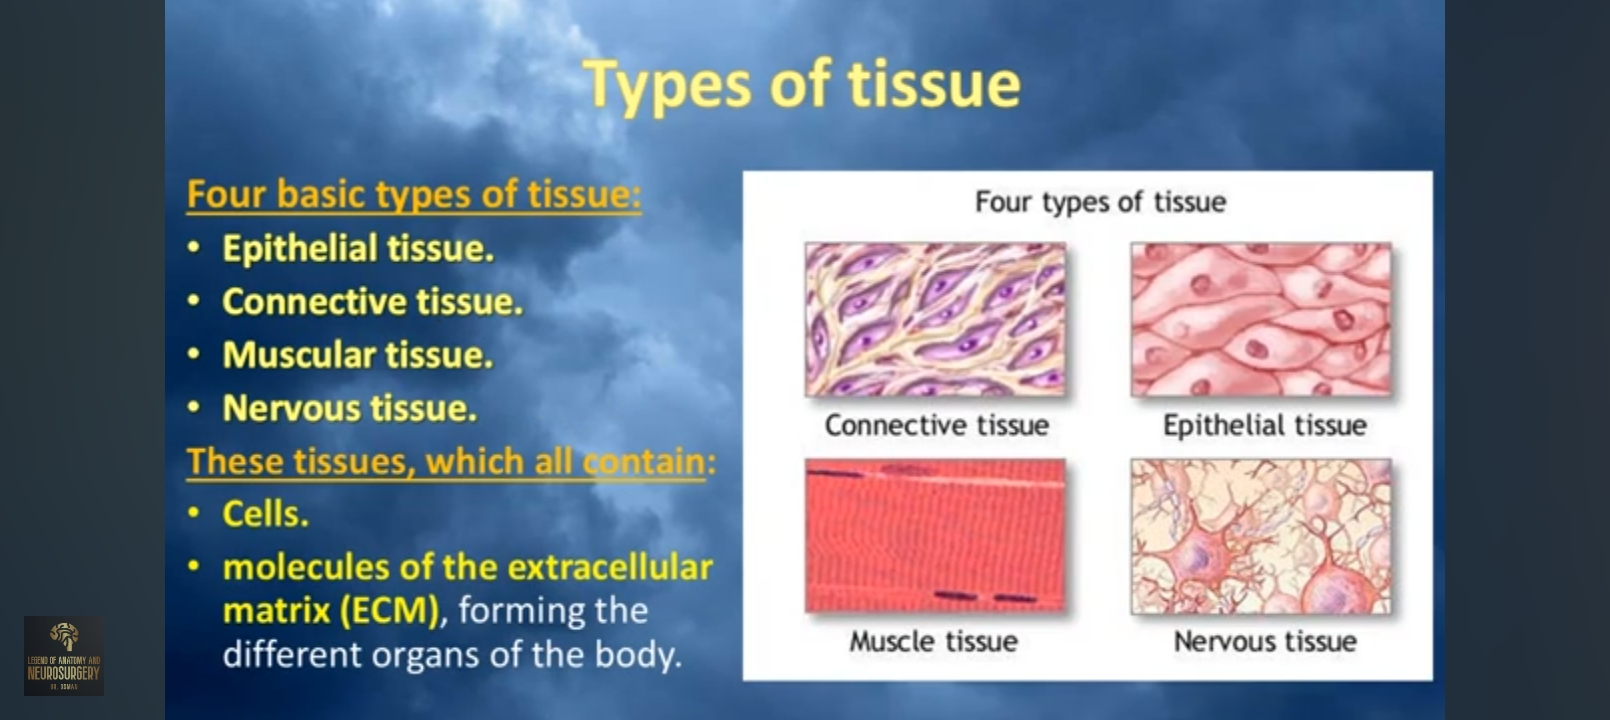 Types of tissue
Four basic types of tissue:
• Epithelial tissue.
• Connective tissue.
• Muscular tissue.
• Nervous tissue.
These tissues, which all contain:
• Cells.
• molecules of the extracellular
matrix (ECM), forming the
different organs of the body.
Four types of tissue
Connective tissue
Epithelial tissue
Muscle tissue
Nervous tissue
LEGEND OF ANATOMY AND
NEUROSURGERY